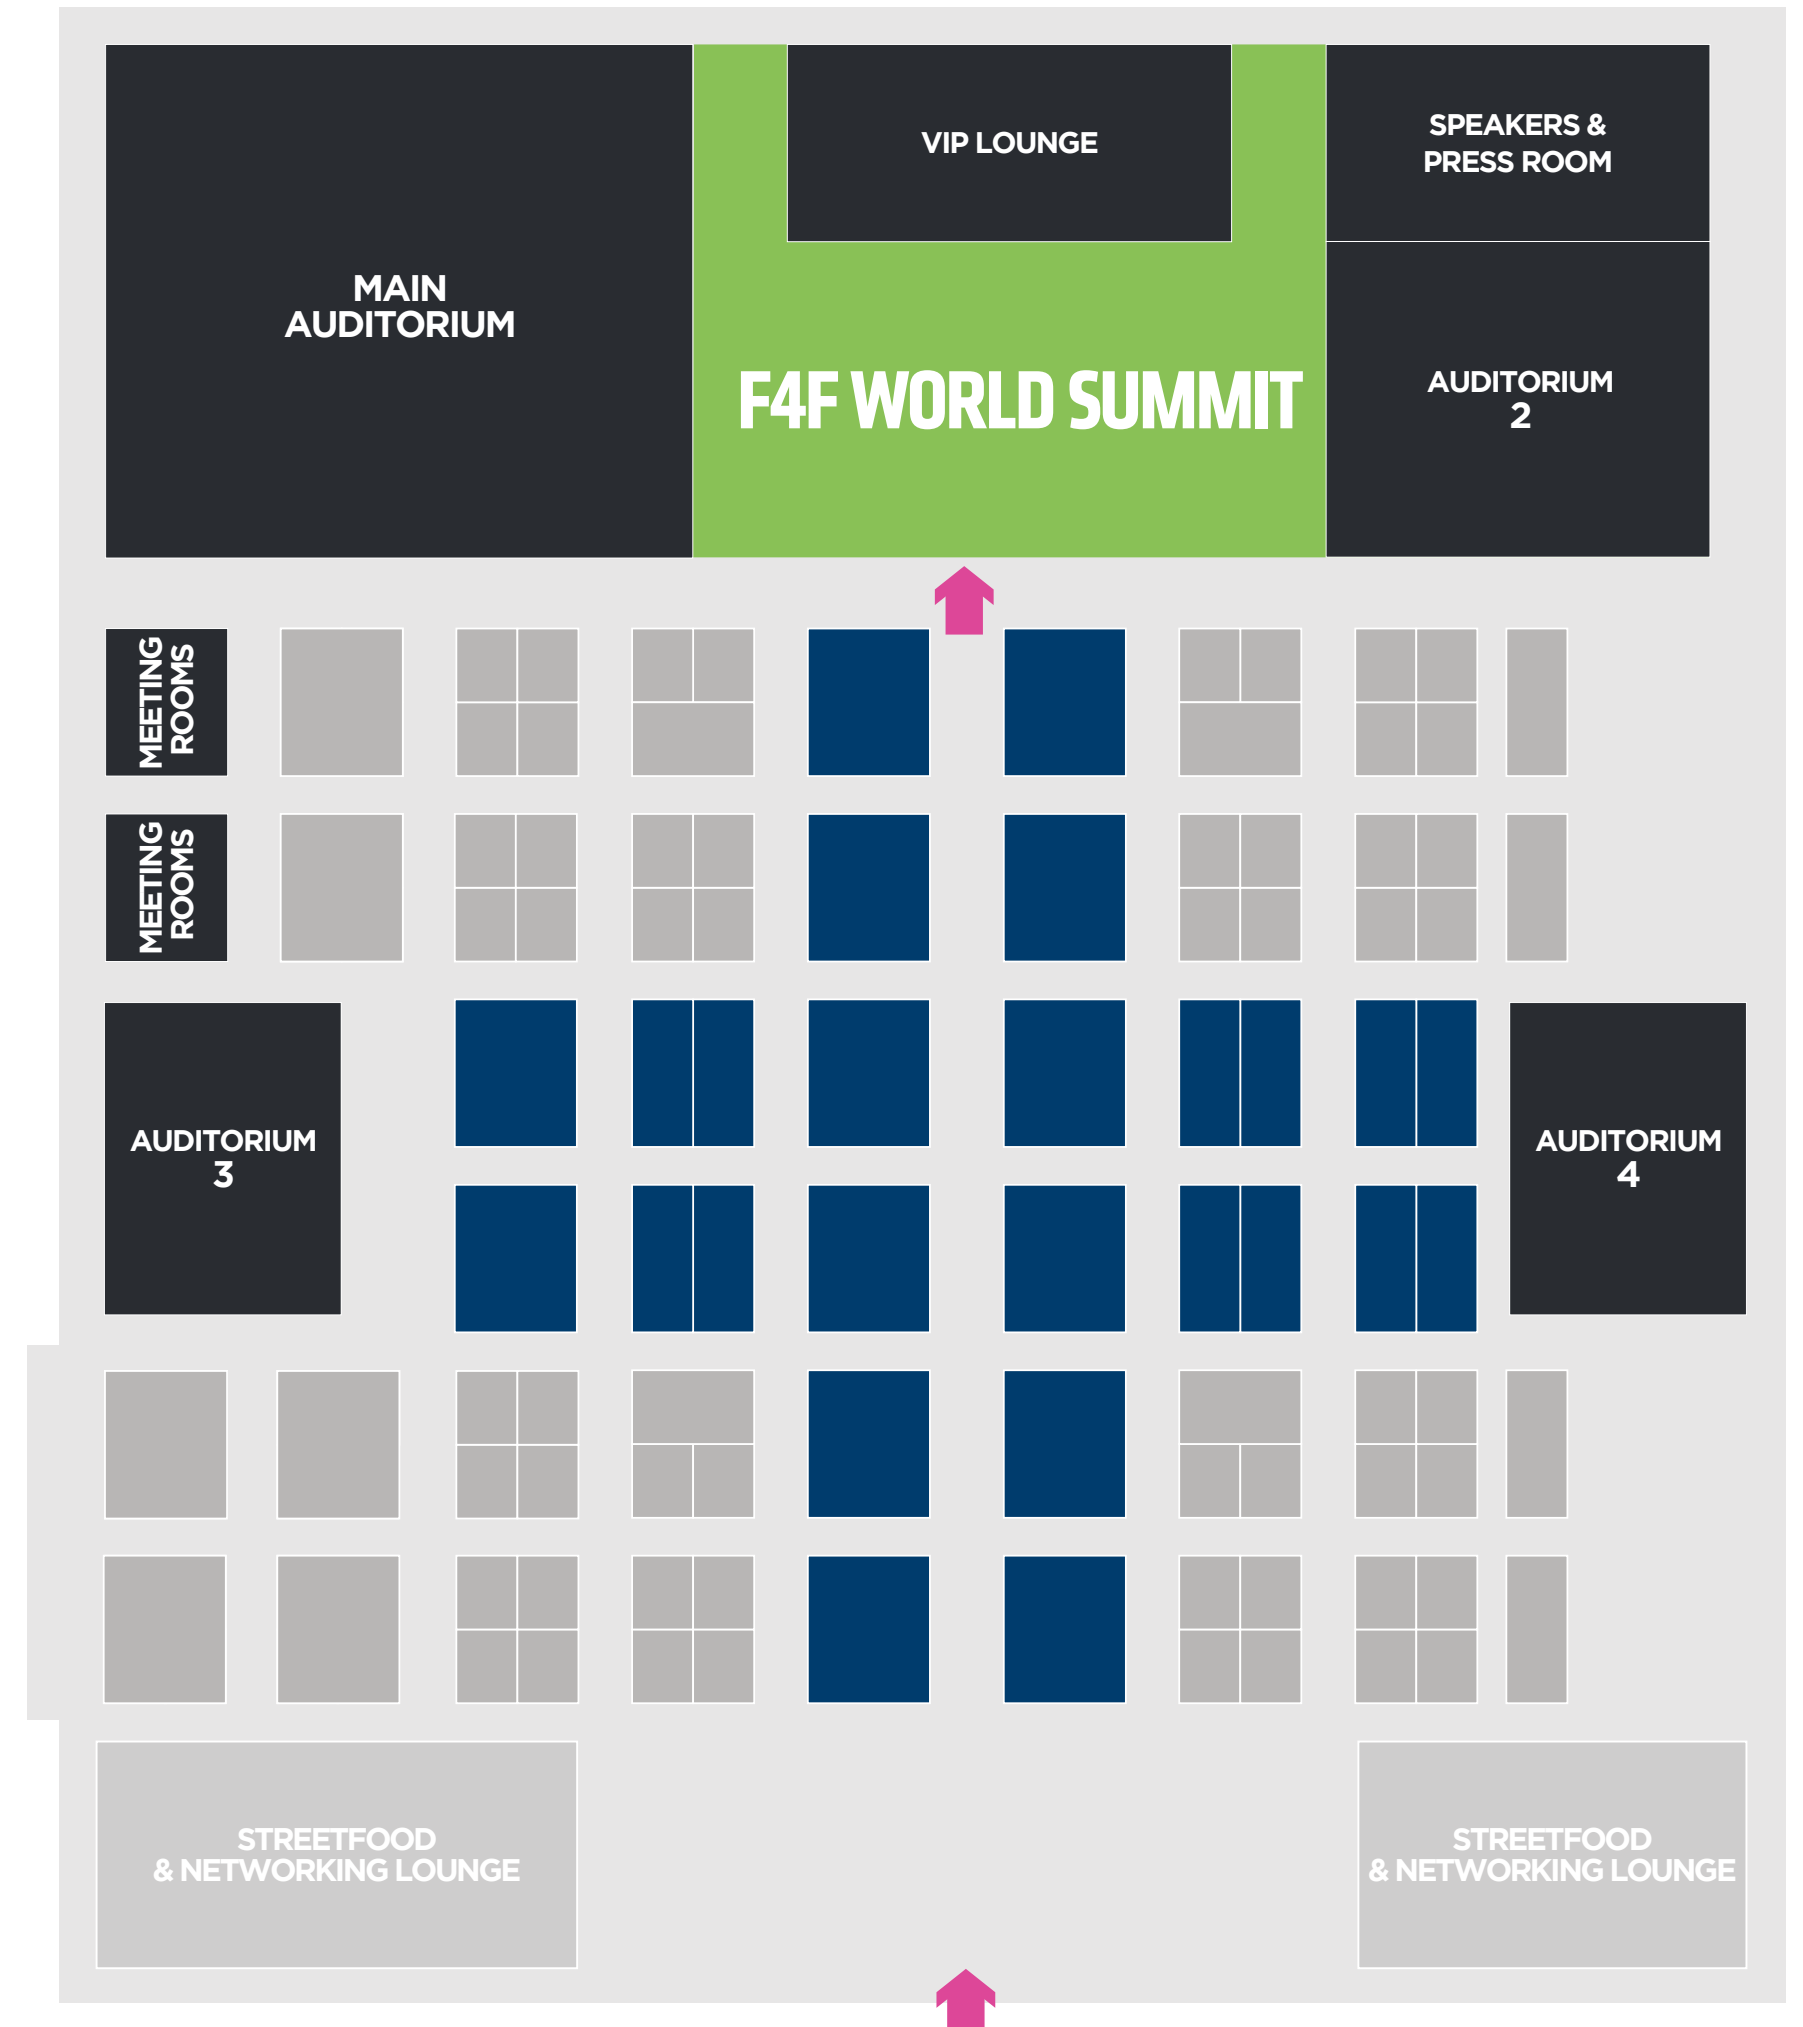 VIP LOUNGE
SPEAKERS &
PRESS ROOM
MAIN
AUDITORIUM
F4F WORLD SUMMIT
AUDITORIUM
2
MEETING
ROOMS
MEETING
ROOMS
AUDITORIUM
3
AUDITORIUM
4
STREETFOOD
& NETWORKING LOUNGE
STREETFOOD
& NETWORKING LOUNGE